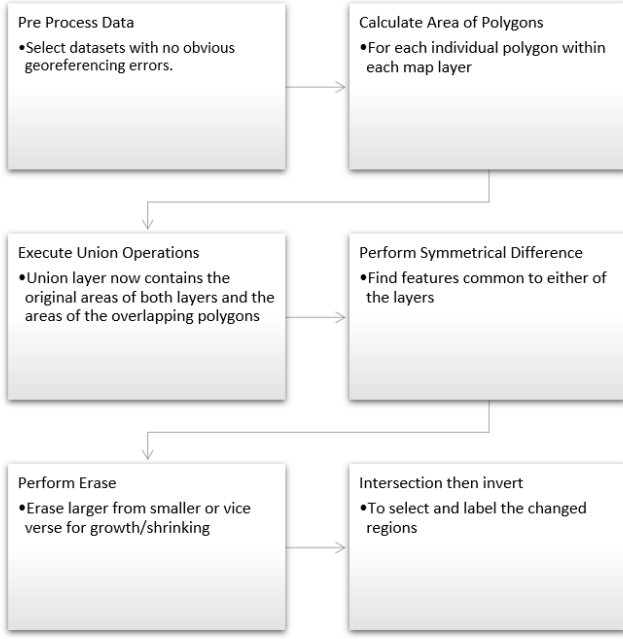 Pre Process Data
•Select datasets with no obvious
georeferencing errors.
Calculate Area of Polygons
•For each individual polygon within
each map layer
Execute Union Operations
•Union layer now contains the
original areas of both layers and the
areas of the overlapping polygons
Perform Symmetrical Difference
•Find features common to either of
the layers
Perform Erase
•Erase larger from smaller or vice
verse for growth/shrinking
Intersection then invert
•To select and label the changed
regions